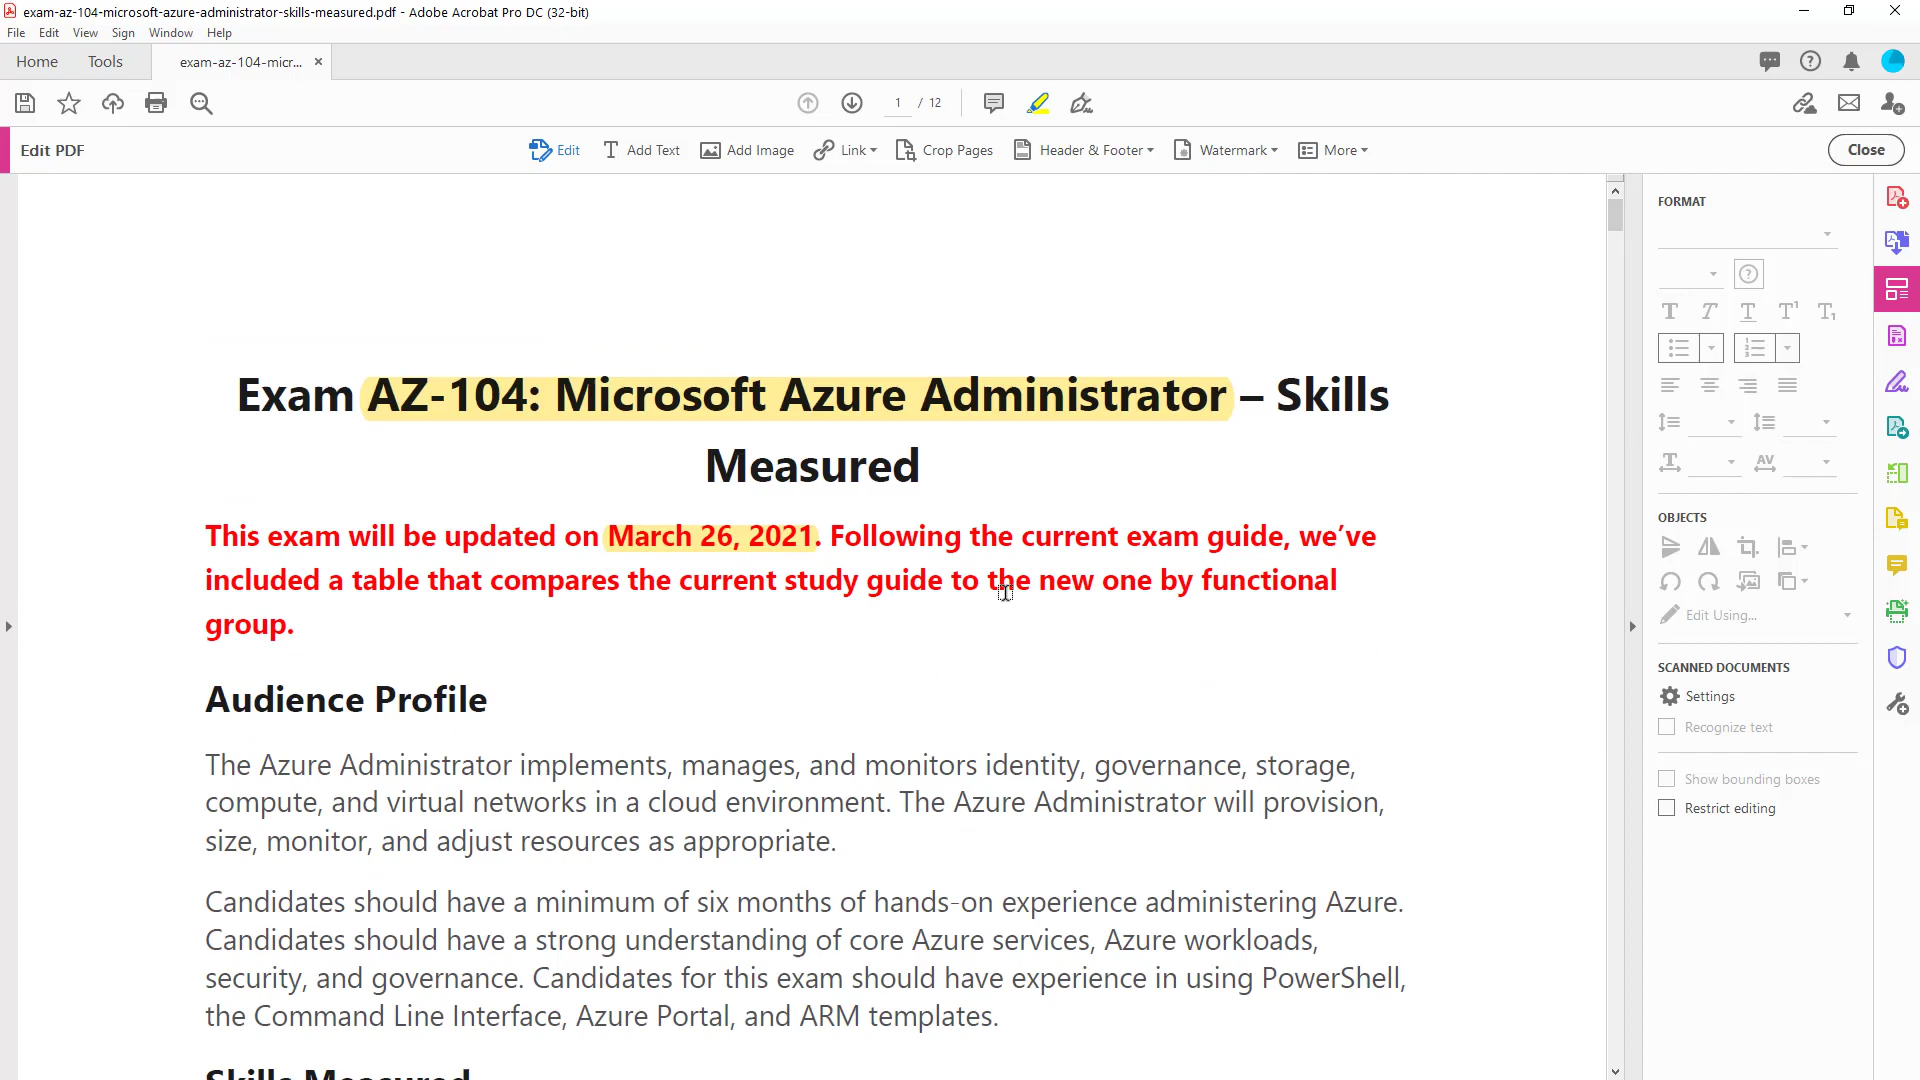 exam-az-104-microsoft-azure-administrator-skills-measured.pdf - Adobe Acrobat Pro DC (32-bit)
File Edit View Sign Window Help
Home Tools exam-az-104-micr... ×
1 / 12
Edit PDF Edit Add Text Add Image Link Crop Pages Header & Footer Watermark More Close
Exam AZ-104: Microsoft Azure Administrator – Skills
Measured
This exam will be updated on March 26, 2021. Following the current exam guide, we’ve
included a table that compares the current study guide to the new one by functional
group.
Audience Profile
The Azure Administrator implements, manages, and monitors identity, governance, storage,
compute, and virtual networks in a cloud environment. The Azure Administrator will provision,
size, monitor, and adjust resources as appropriate.
Candidates should have a minimum of six months of hands-on experience administering Azure.
Candidates should have a strong understanding of core Azure services, Azure workloads,
security, and governance. Candidates for this exam should have experience in using PowerShell,
the Command Line Interface, Azure Portal, and ARM templates.
Skills Measured
FORMAT
OBJECTS
Edit Using...
SCANNED DOCUMENTS
Settings
Recognize text
Show bounding boxes
Restrict editing